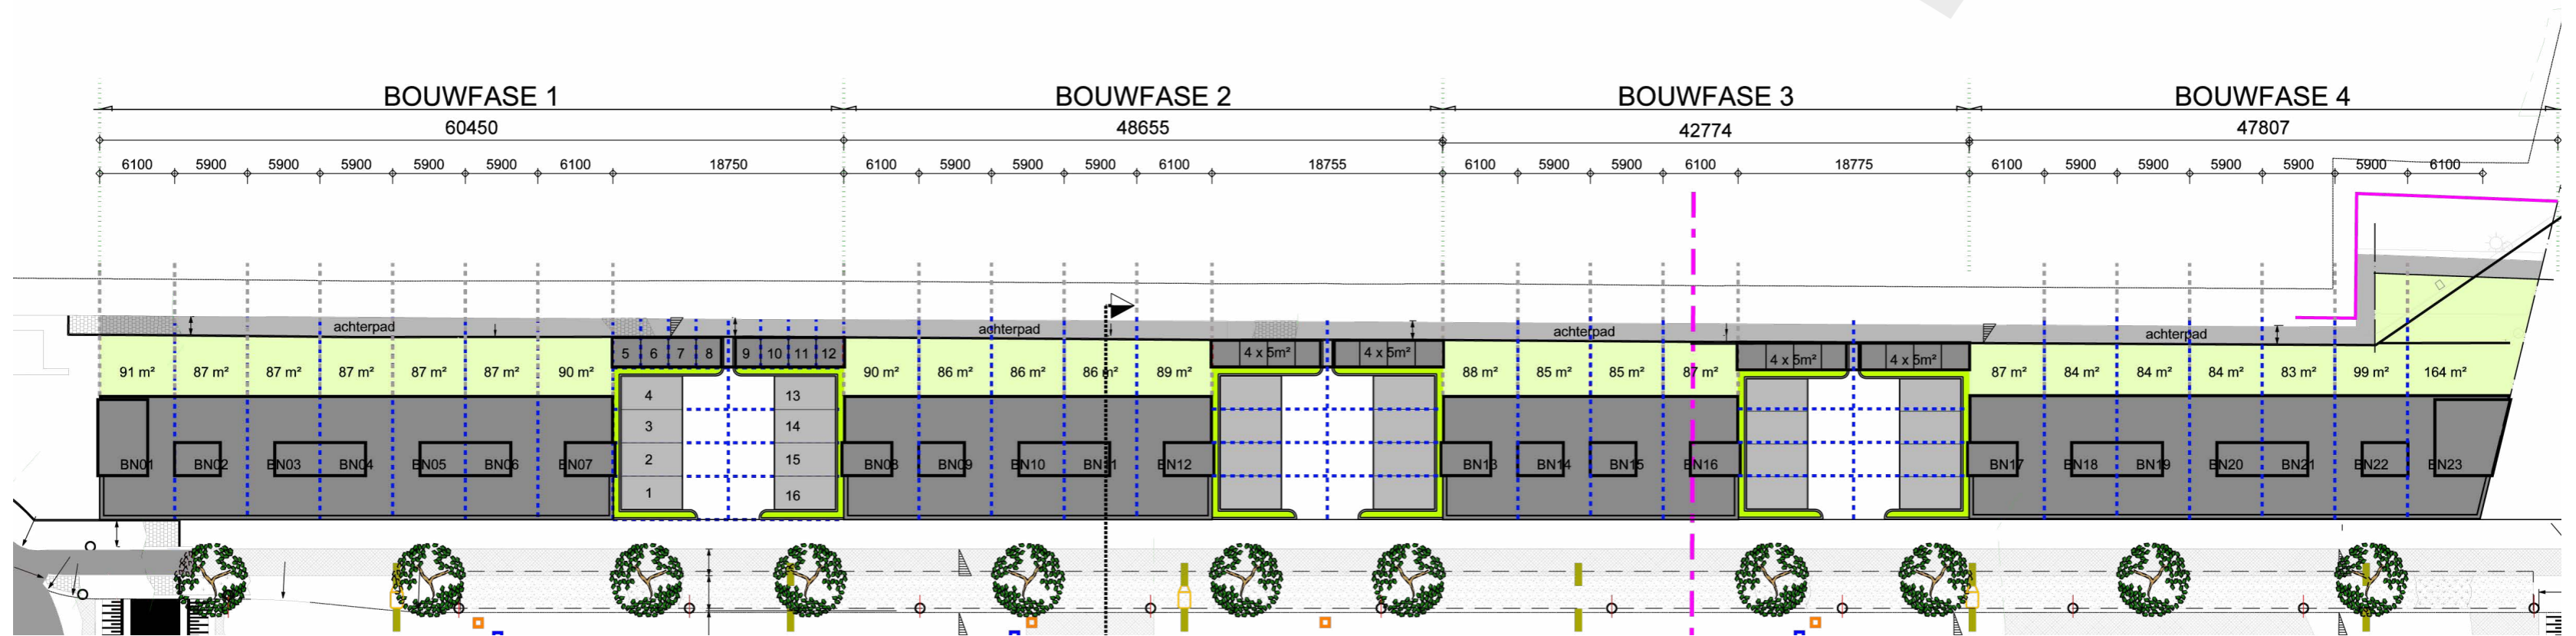 BOUWFASE 1 BOUWFASE 2 BOUWFASE 3 BOUWFASE 4
60450 48655 42774 47807
6100 5900 5900 5900 5900 5900 6100 18750 6100 5900 5900 5900 6100 18755 6100 5900 5900 6100 18775 6100 5900 5900 5900 5900 5900 6100
achterpad achterpad achterpad achterpad
5 6 7 8 9 10 11 12 4 x 5m² 4 x 5m² 4 x 5m² 4 x 5m²
91 m² 87 m² 87 m² 87 m² 87 m² 87 m² 90 m² 90 m² 86 m² 86 m² 86 m² 89 m² 88 m² 85 m² 85 m² 87 m² 87 m² 84 m² 84 m² 84 m² 83 m² 99 m² 164 m²
4 13
3 14
2 15
BN01 BN02 BN03 BN04 BN05 BN06 BN07 BN08 BN09 BN10 BN11 BN12 BN13 BN14 BN15 BN16 BN17 BN18 BN19 BN20 BN21 BN22 BN23
1 16